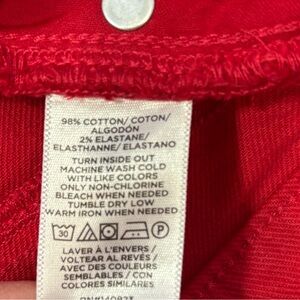 98% COTTON/ COTON/
ALGODÓN
2% ELASTANE/
ELASTHANNE/ ELASTANO
TURN INSIDE OUT
MACHINE WASH COLD
WITH LIKE COLORS
ONLY NON-CHLORINE
BLEACH WHEN NEEDED
TUMBLE DRY LOW
WARM IRON WHEN NEEDED
30 P
LAVER À L'ENVERS /
VOLTEAR AL REVÉS /
AVEC DES COULEURS
SEMBLABLES / CON
COLORES SIMILARES